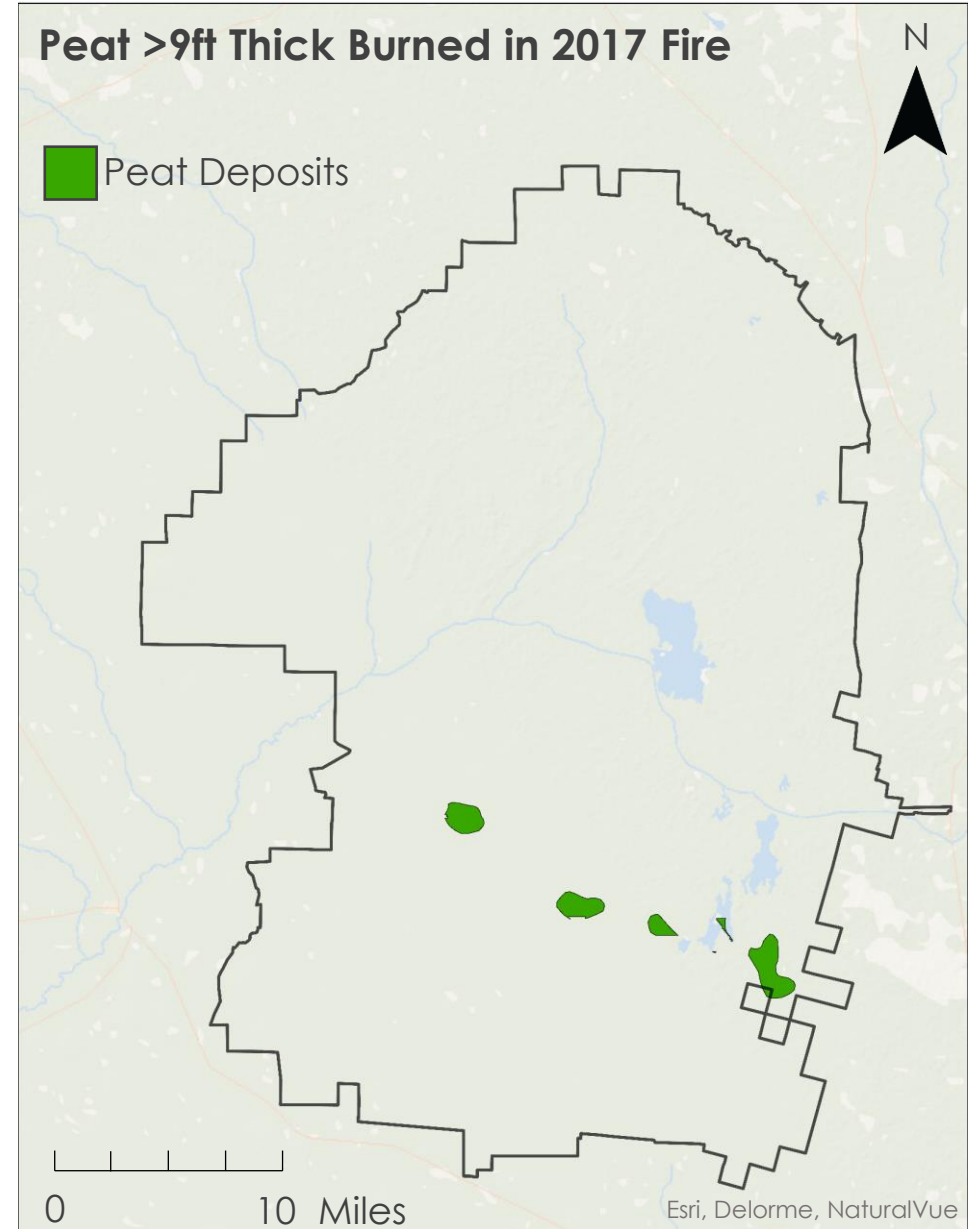 Peat >9ft Thick Burned in 2017 Fire
N
Peat Deposits
0 10 Miles
Esri, Delorme, NaturalVue